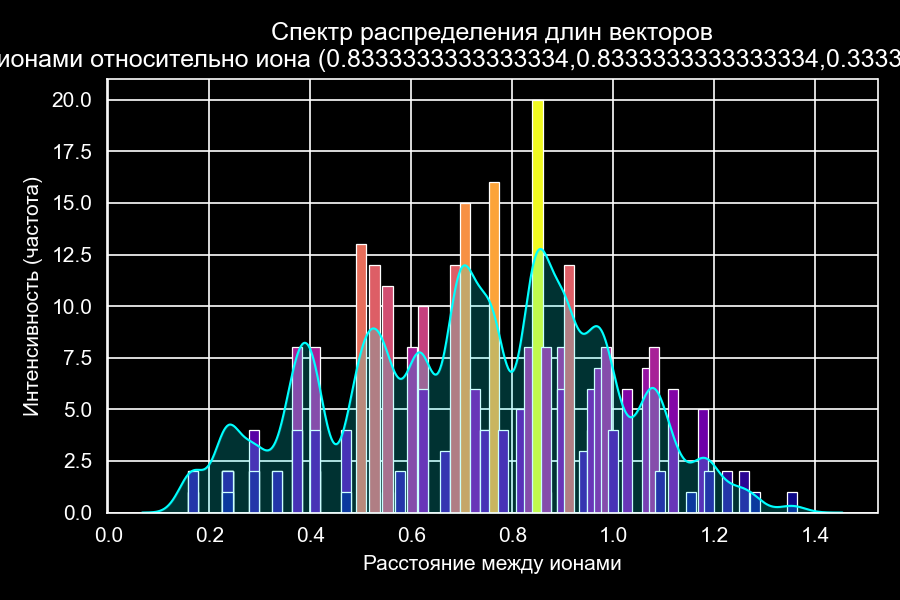 Спектр распределения длин векторов
ионами относительно иона (0.8333333333333334,0.8333333333333334,0.3333
Интенсивность (частота)
20.0
17.5
15.0
12.5
10.0
7.5
5.0
2.5
0.0
0.0 0.2 0.4 0.6 0.8 1.0 1.2 1.4
Расстояние между ионами